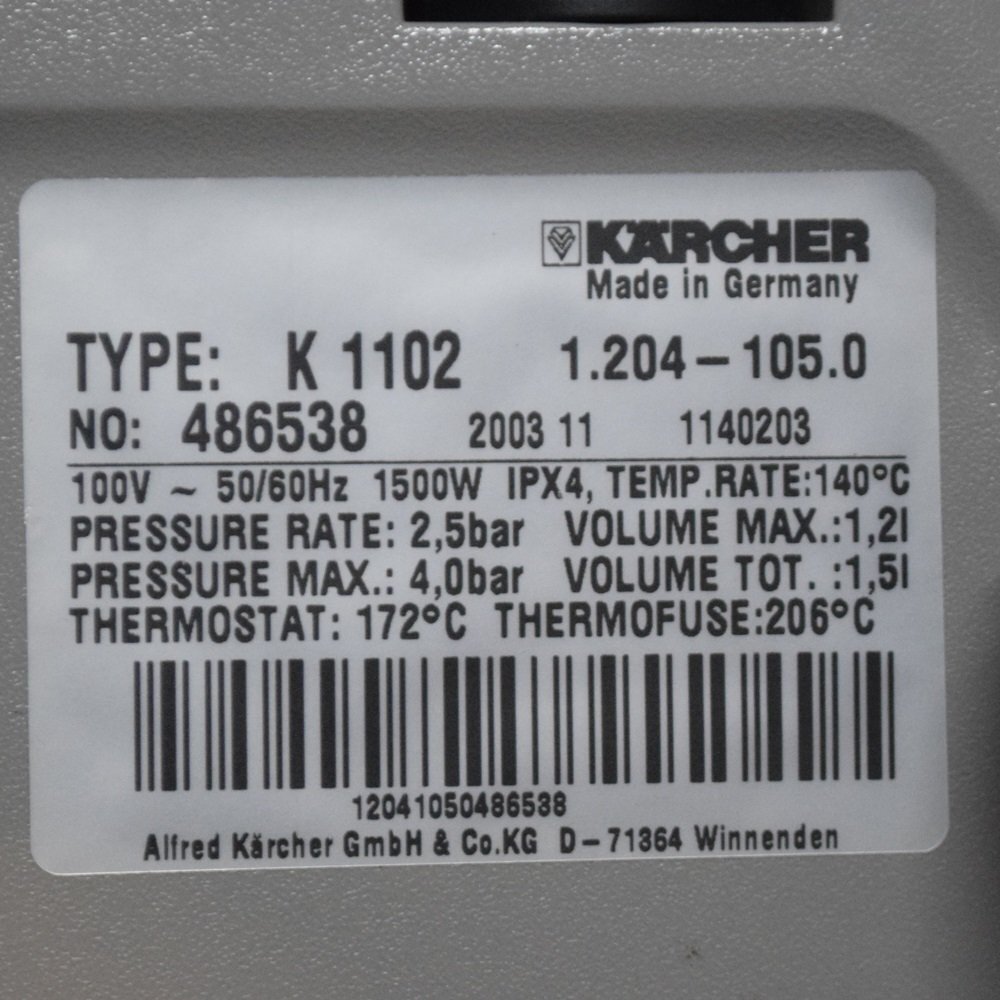 KÄRCHER
Made in Germany
TYPE: K 1102 1.204-105.0
NO: 486538 2003 11 1140203
100V ~ 50/60Hz 1500W IPX4, TEMP.RATE:140°C
PRESSURE RATE: 2,5bar VOLUME MAX.:1,2l
PRESSURE MAX.: 4,0bar VOLUME TOT. :1,5l
THERMOSTAT: 172°C THERMOFUSE:206°C
12041050486538
Alfred Kärcher GmbH & Co.KG D-71364 Winnenden